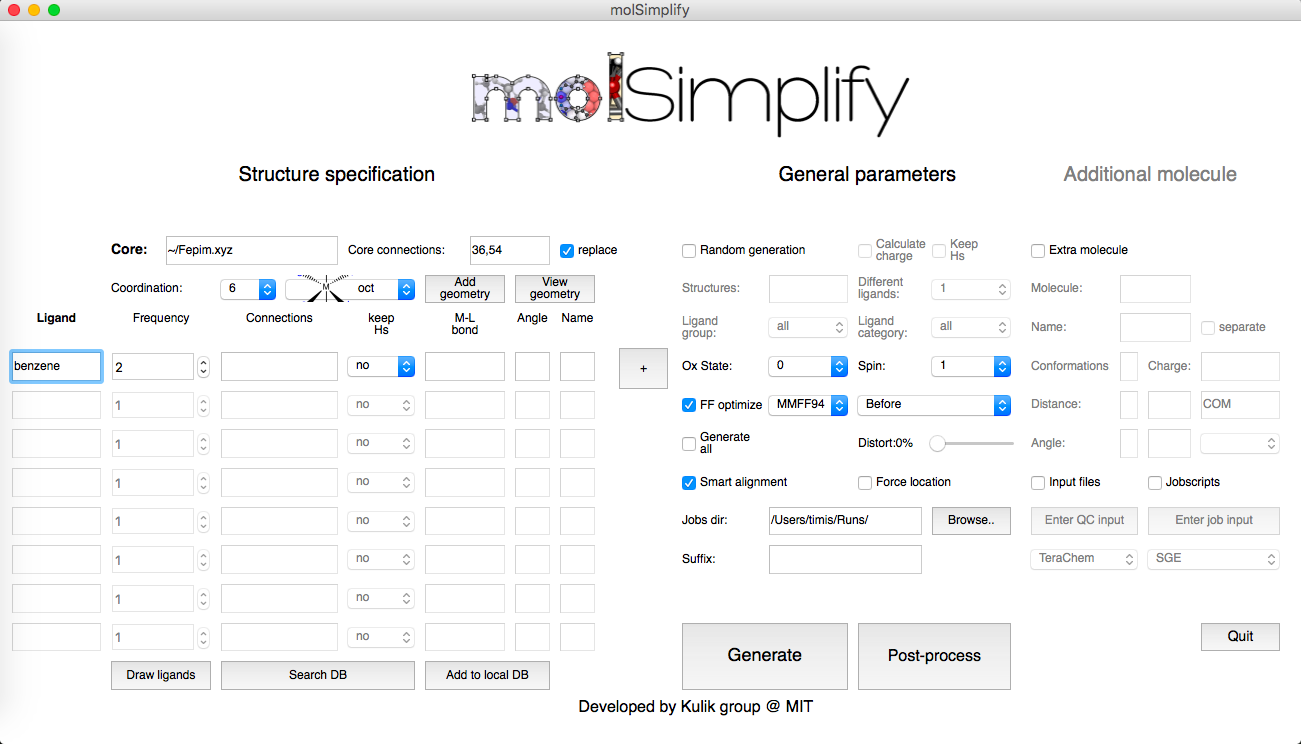 molSimplify
molSimplify
Structure specification
General parameters
Additional molecule
Core:
~/Fepim.xyz
Core connections:
36,54
replace
Coordination:
6
M
oct
Add
geometry
View
geometry
Ligand
Frequency
Connections
keep
Hs
M-L
bond
Angle
Name
benzene
2
no
+
1
no
1
no
1
no
1
no
1
no
1
no
1
no
Draw ligands
Search DB
Add to local DB
Random generation
Calculate
charge
Keep
Hs
Structures:
Different
ligands:
1
Ligand
group:
all
Ligand
category:
all
Ox State:
0
Spin:
1
FF optimize
MMFF94
Before
Generate
all
Distort:0%
Smart alignment
Force location
Jobs dir:
/Users/timis/Runs/
Browse..
Suffix:
Generate
Post-process
Extra molecule
Molecule:
Name:
separate
Conformations
Charge:
Distance:
COM
Angle:
Input files
Jobscripts
Enter QC input
Enter job input
TeraChem
SGE
Quit
Developed by Kulik group @ MIT